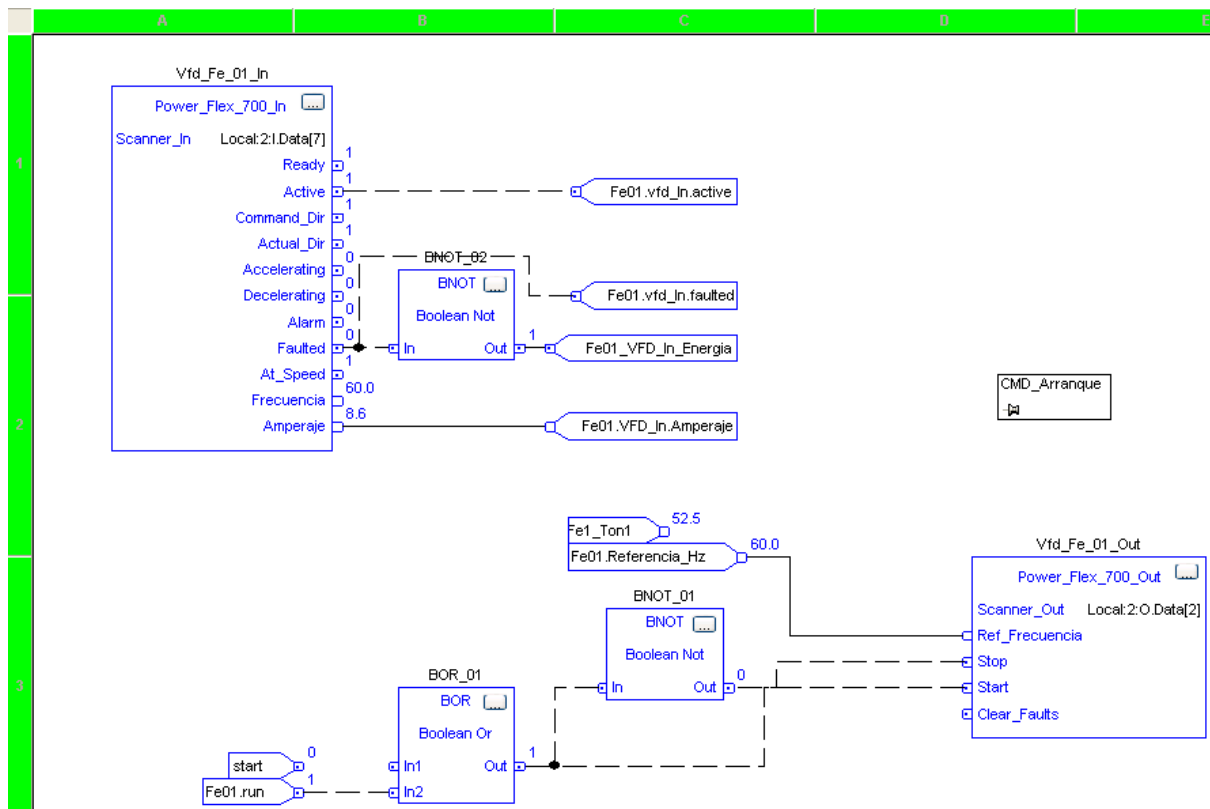 A B C D E
1
2
3
Vfd_Fe_01_In
Power_Flex_700_In ...
Scanner_In Local:2:I.Data[7]
Ready 1
Active 1
Command_Dir 1
Actual_Dir 1
Accelerating 0
Decelerating 0
Alarm 0
Faulted 0
At_Speed 1
Frecuencia 60.0
Amperaje 8.6
Fe01.vfd_In.active
BNOT_02
BNOT ...
Boolean Not
In Out 1
Fe01.vfd_In.faulted
Fe01_VFD_In_Energia
Fe01.VFD_In.Amperaje
CMD_Arranque
Fe1_Ton1 52.5
Fe01.Referencia_Hz 60.0
BNOT_01
BNOT ...
Boolean Not
In Out 0
Vfd_Fe_01_Out
Power_Flex_700_Out ...
Scanner_Out Local:2:O.Data[2]
Ref_Frecuencia
Stop
Start
Clear_Faults
BOR_01
BOR ...
Boolean Or
In1 Out 1
In2
start 0
Fe01.run 1